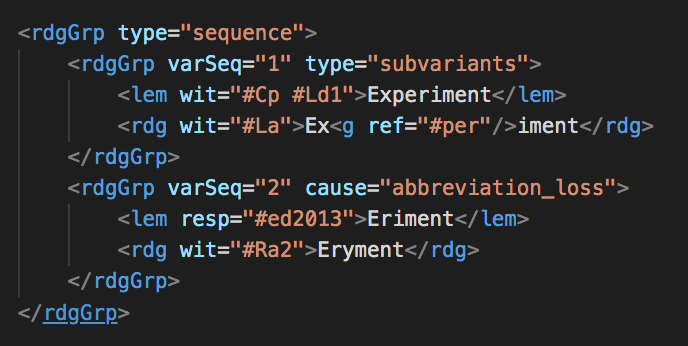 <rdgGrp type="sequence">
<rdgGrp varSeq="1" type="subvariants">
<lem wit="#Cp #Ld1">Experiment</lem>
<rdg wit="#La">Ex<g ref="#per"/>iment</rdg>
</rdgGrp>
<rdgGrp varSeq="2" cause="abbreviation_loss">
<lem resp="#ed2013">Eriment</lem>
<rdg wit="#Ra2">Eryment</rdg>
</rdgGrp>
</rdgGrp>